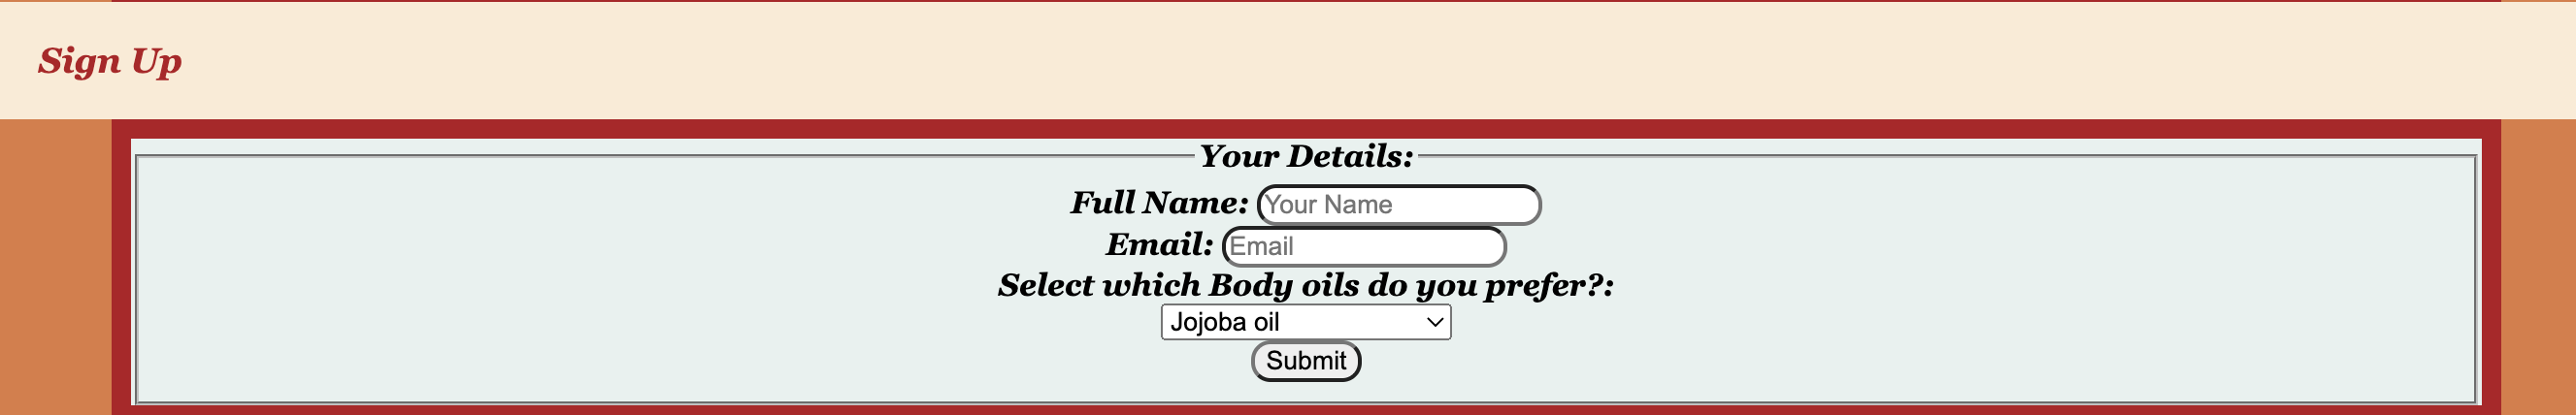 Sign Up
Your Details:
Full Name: Your Name
Email: Email
Select which Body oils do you prefer?:
Jojoba oil
Submit